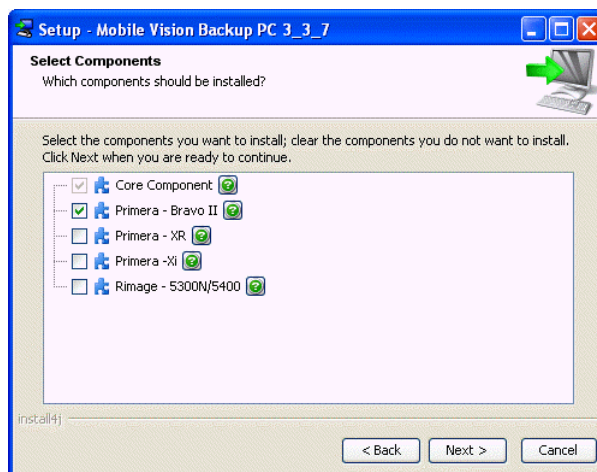 Setup - Mobile Vision Backup PC 3_3_7
Select Components
Which components should be installed?
Select the components you want to install; clear the components you do not want to install.
Click Next when you are ready to continue.
Core Component
Primera - Bravo II
Primera - XR
Primera -Xi
Rimage - 5300N/5400
install4j
< Back Next > Cancel